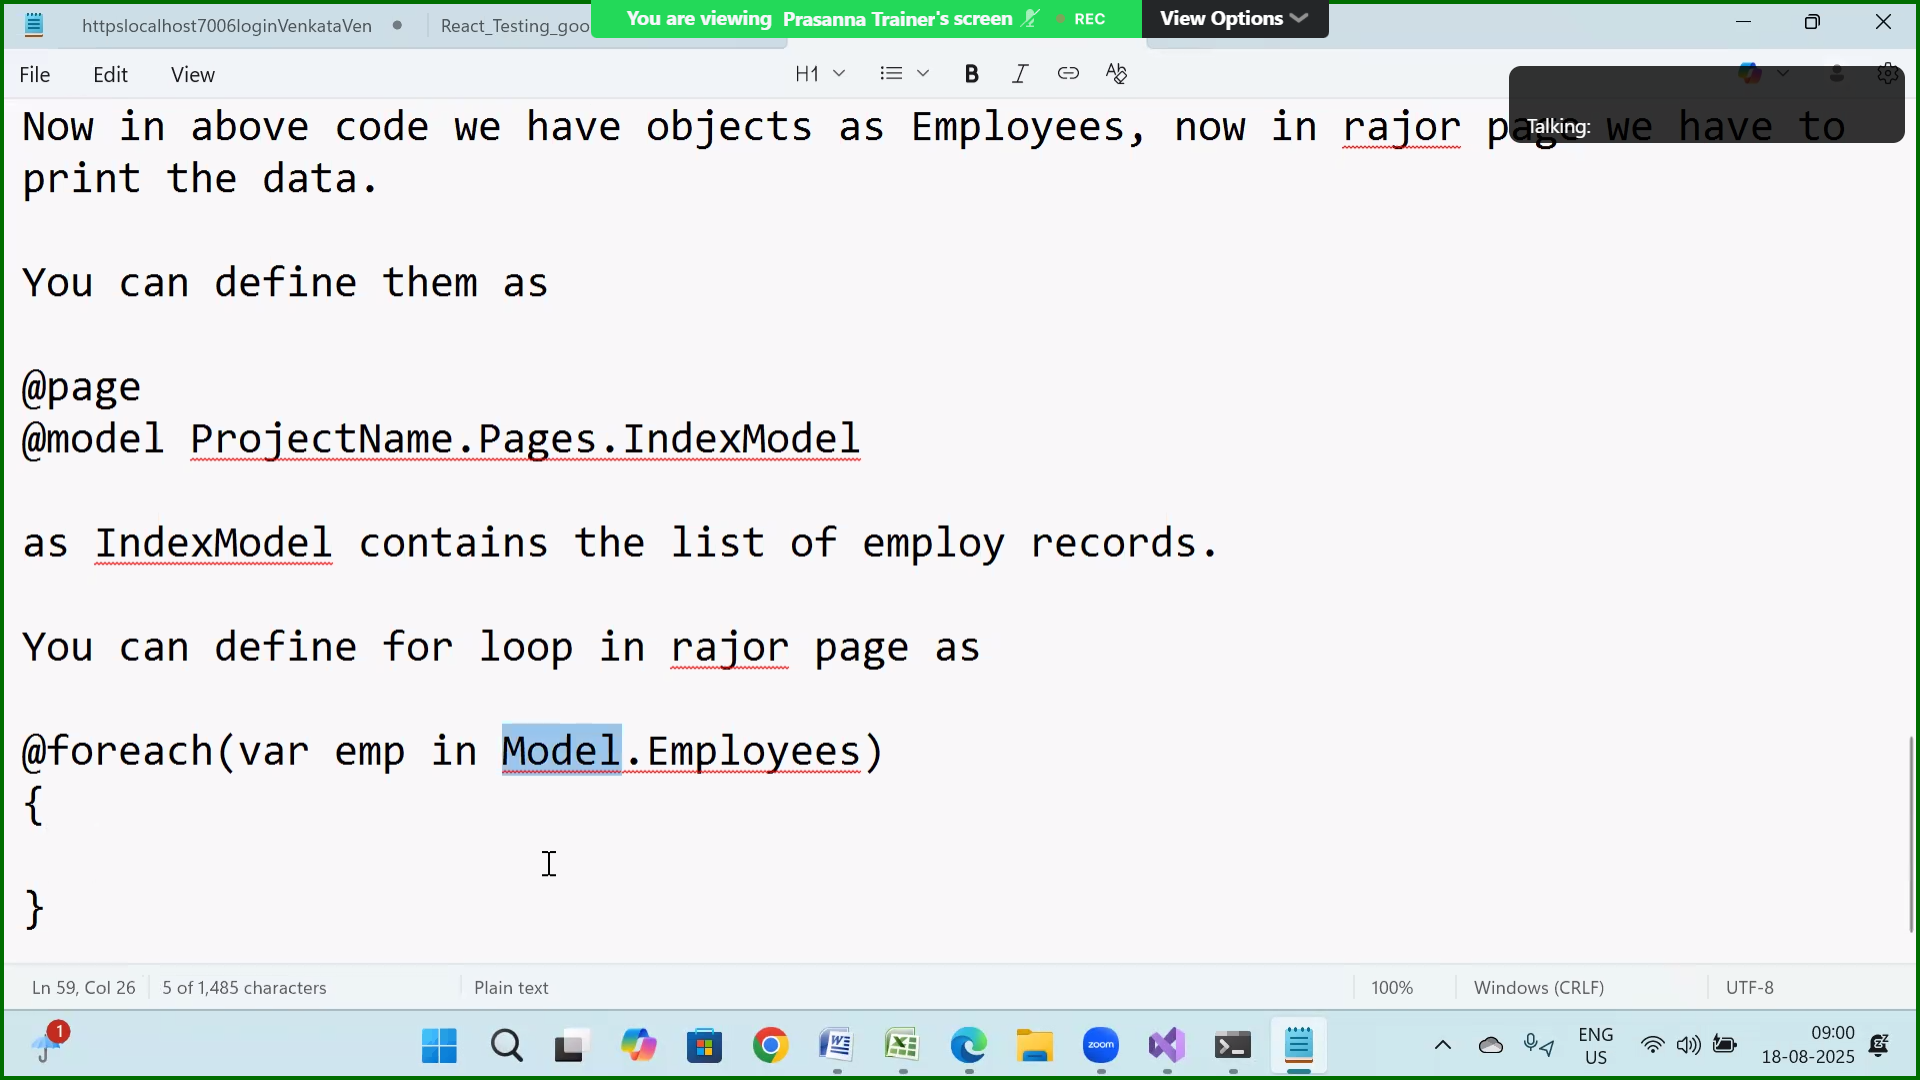 httpslocalhost7006loginVenkataVen
React_Testing_goo
You are viewing Prasanna Trainer's screen
REC
View Options
File
Edit
View
H1
B
I
Talking:
Now in above code we have objects as Employees, now in rajor page we have to
print the data.
You can define them as
@page
@model ProjectName.Pages.IndexModel
as IndexModel contains the list of employ records.
You can define for loop in rajor page as
@foreach(var emp in Model.Employees)
{
}
Ln 59, Col 26
5 of 1,485 characters
Plain text
100%
Windows (CRLF)
UTF-8
1
zoom
ENG
US
09:00
18-08-2025